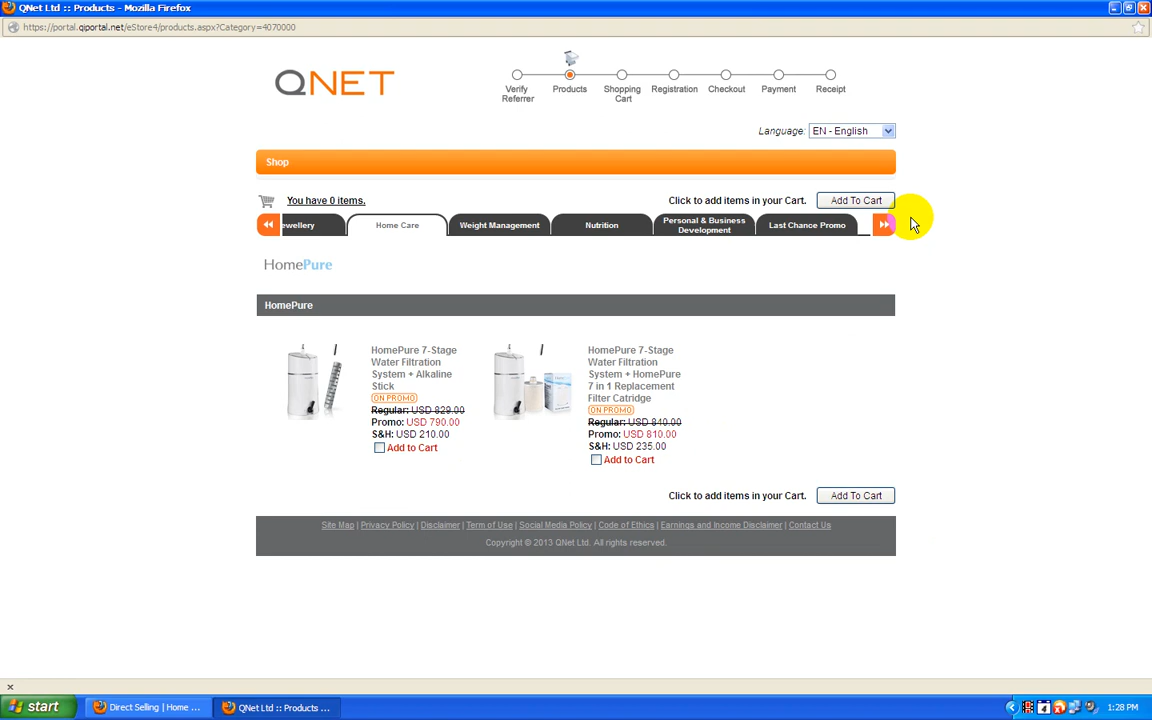 QNet Ltd :: Products - Mozilla Firefox
https://portal.qiportal.net/eStore4/products.aspx?Category=4070000
QNET
Verify Referrer
Products
Shopping Cart
Registration
Checkout
Payment
Receipt
Language: EN - English
Shop
You have 0 items.
Click to add items in your Cart. Add To Cart
ewellery
Home Care
Weight Management
Nutrition
Personal & Business
Development
Last Chance Promo
HomePure
HomePure
HomePure 7-Stage
Water Filtration
System + Alkaline
Stick
ON PROMO
Regular: USD 829.00
Promo: USD 790.00
S&H: USD 210.00
Add to Cart
HomePure 7-Stage
Water Filtration
System + HomePure
7 in 1 Replacement
Filter Catridge
ON PROMO
Regular: USD 840.00
Promo: USD 810.00
S&H: USD 235.00
Add to Cart
Click to add items in your Cart. Add To Cart
Site Map | Privacy Policy | Disclaimer | Term of Use | Social Media Policy | Code of Ethics | Earnings and Income Disclaimer | Contact Us
Copyright © 2013 QNet Ltd. All rights reserved.
start
Direct Selling | Home ...
QNet Ltd :: Products ...
1:28 PM